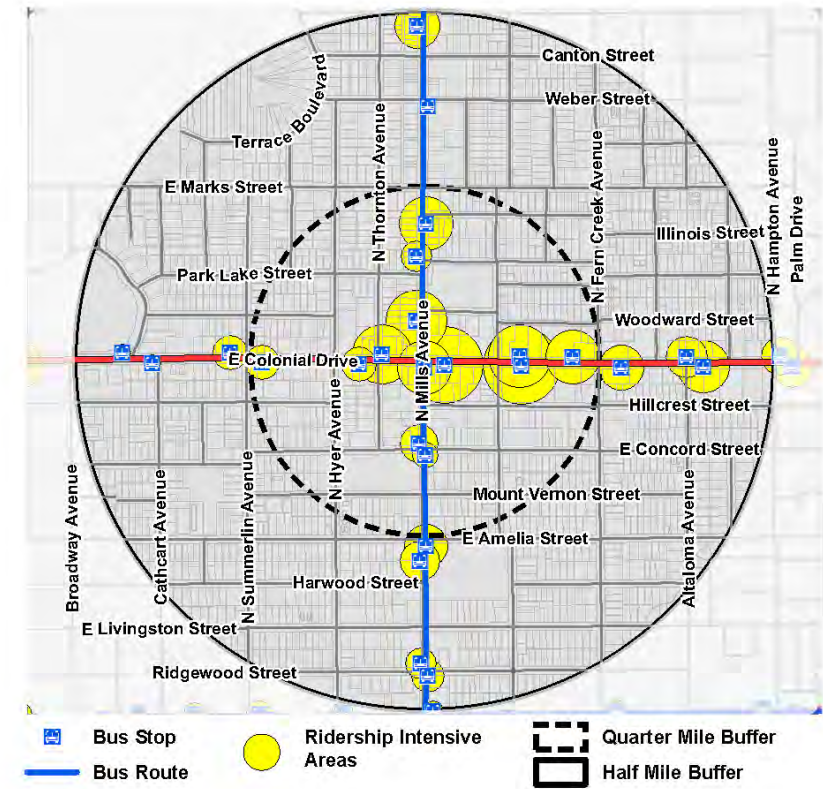 Canton Street
Weber Street
Terrace Boulevard
N Thornton Avenue
N Fern Creek Avenue
N Hampton Avenue
Palm Drive
E Marks Street
Illinois Street
Park Lake Street
Woodward Street
E Colonial Drive
N Mills Avenue
Hillcrest Street
N Hyer Avenue
E Concord Street
Mount Vernon Street
Broadway Avenue
Cathcart Avenue
N Summerlin Avenue
Altaloma Avenue
E Amelia Street
Harwood Street
E Livingston Street
Ridgewood Street
Bus Stop
Ridership Intensive
Areas
Quarter Mile Buffer
Bus Route
Half Mile Buffer